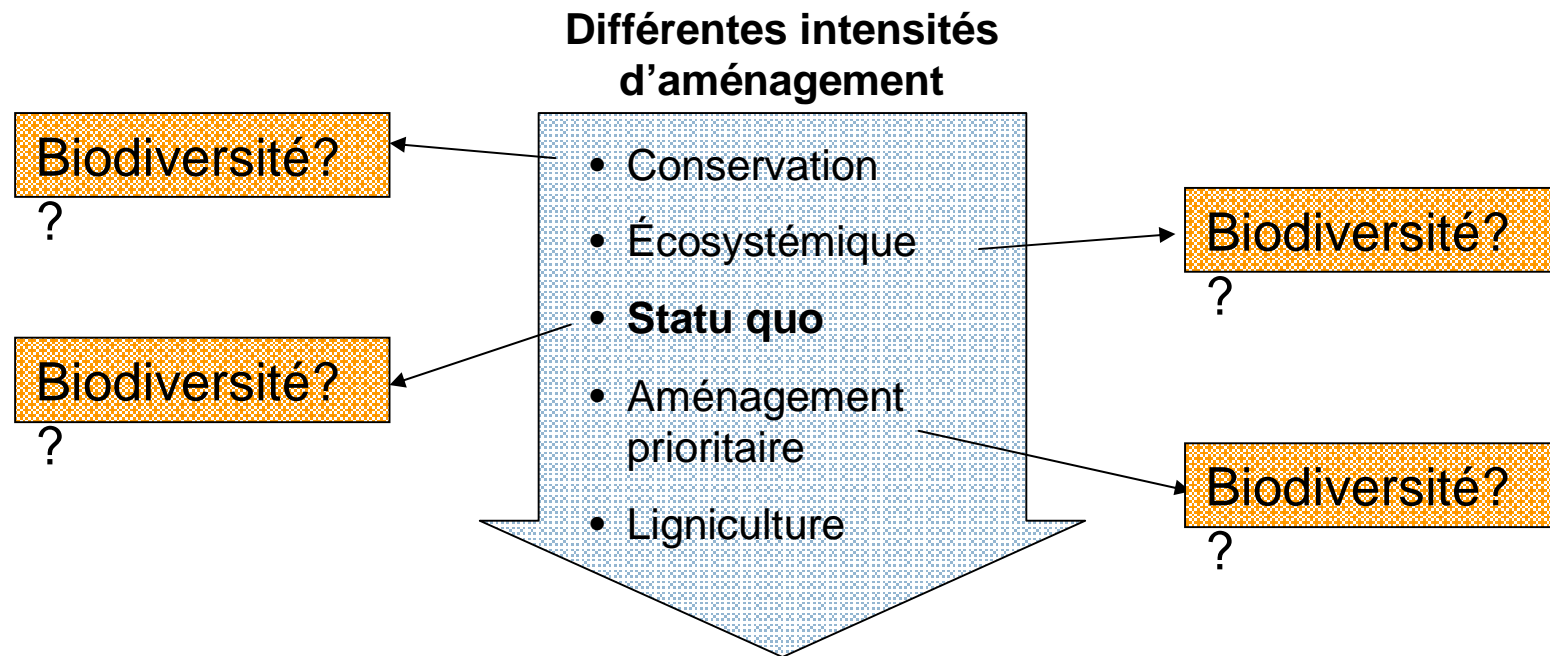 Différentes intensités
d’aménagement
Biodiversité?
?
• Conservation
• Écosystémique
Biodiversité?
?
• Statu quo
Biodiversité?
?
• Aménagement
prioritaire
Biodiversité?
?
• Ligniculture